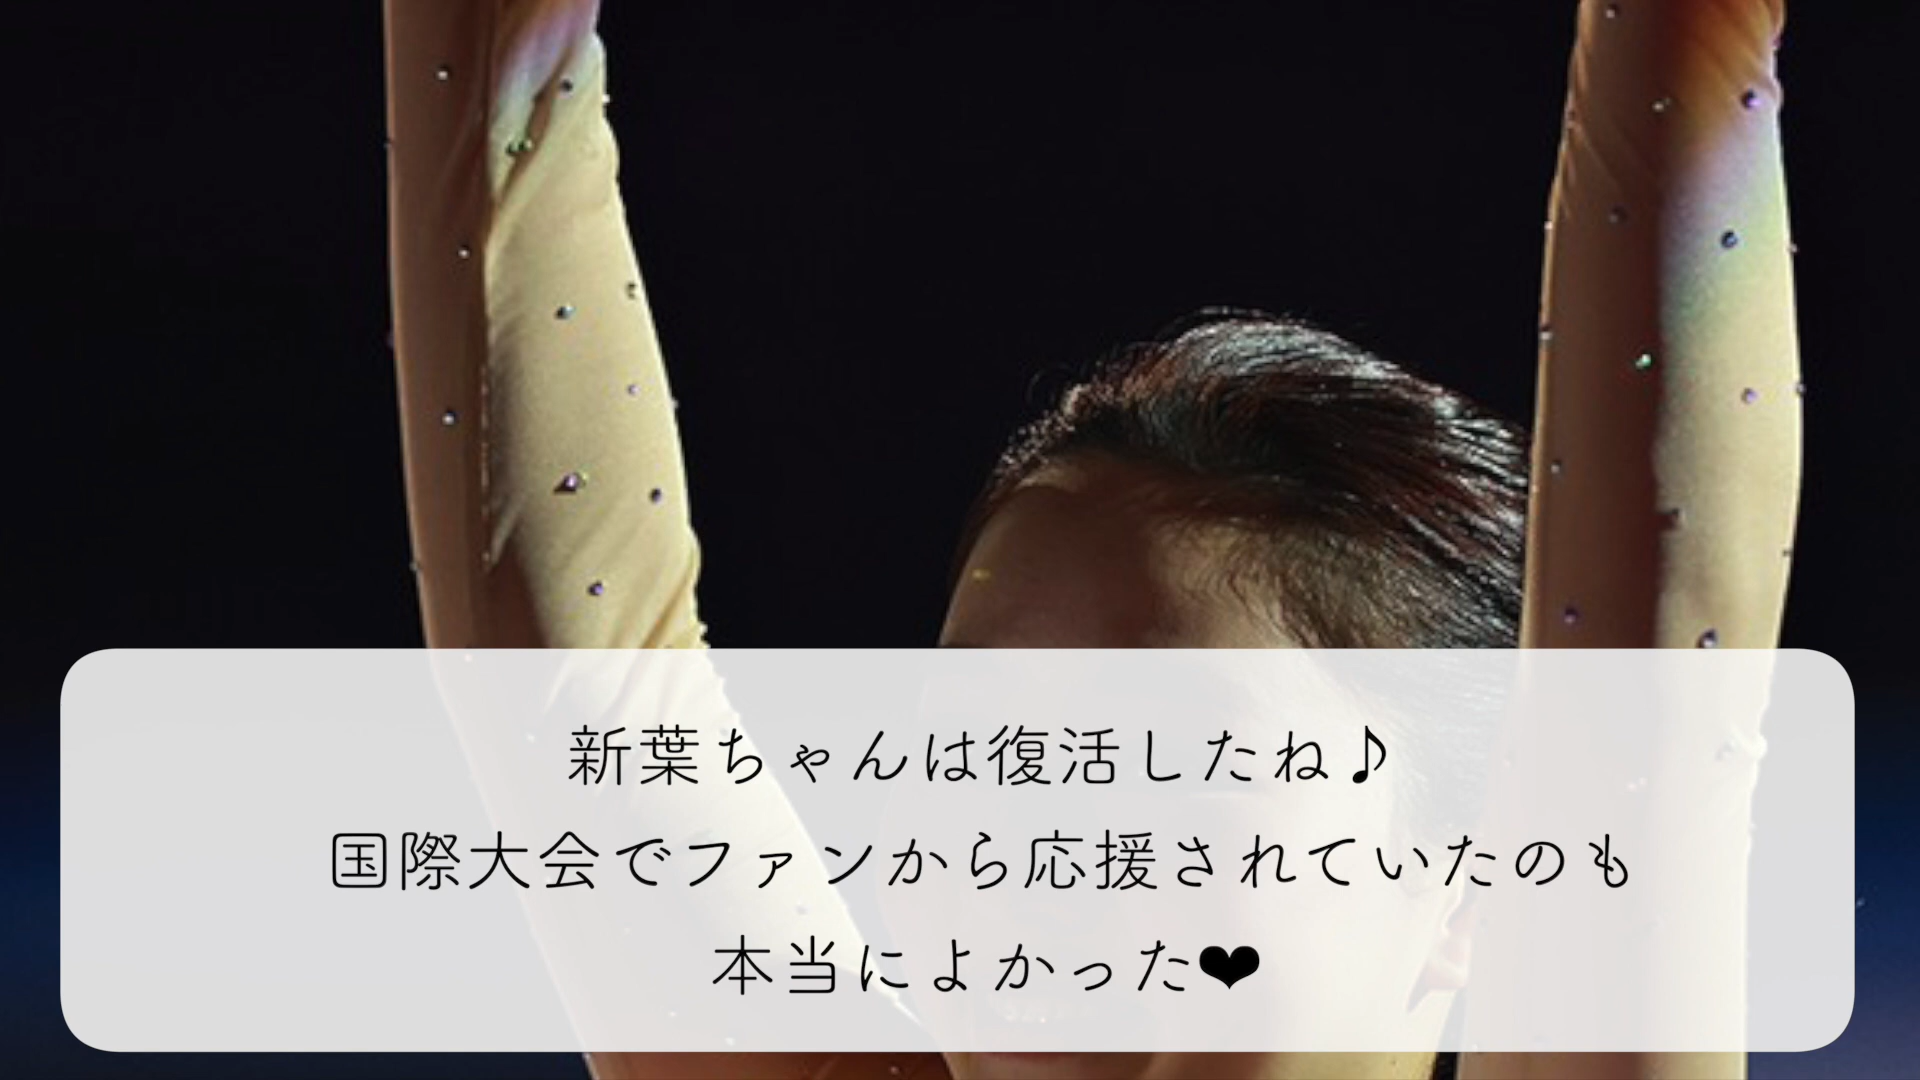 新葉ちゃんは復活したね♪
国際大会でファンから応援されていたのも
本当によかった❤